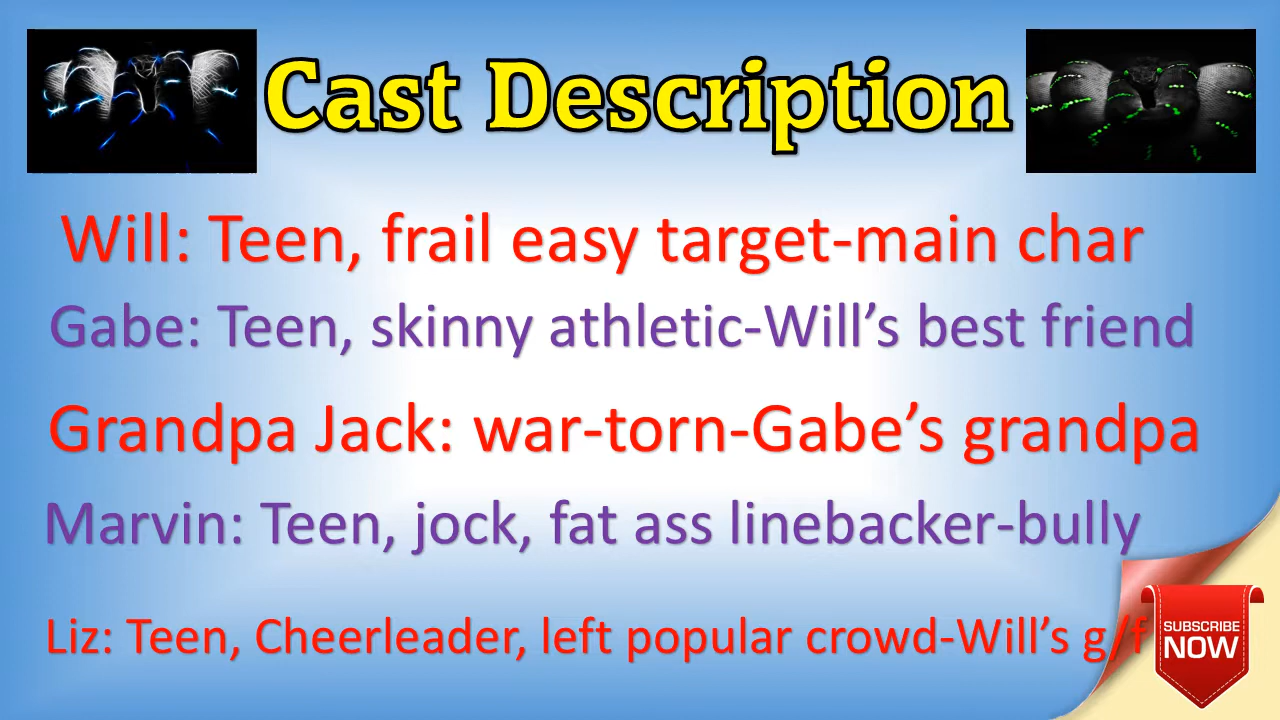 Cast Description
Will: Teen, frail easy target-main char
Gabe: Teen, skinny athletic-Will’s best friend
Grandpa Jack: war-torn-Gabe’s grandpa
Marvin: Teen, jock, fat ass linebacker-bully
Liz: Teen, Cheerleader, left popular crowd-Will’s g/f
SUBSCRIBE
NOW